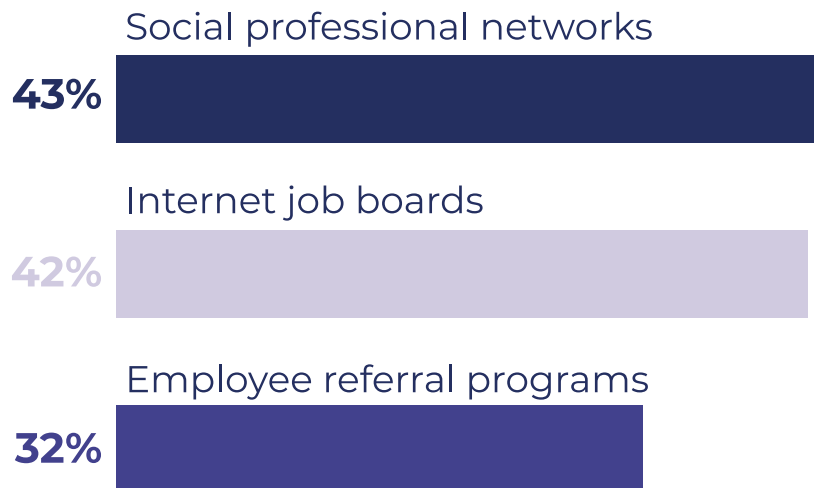 Social professional networks
43%
Internet job boards
42%
Employee referral programs
32%